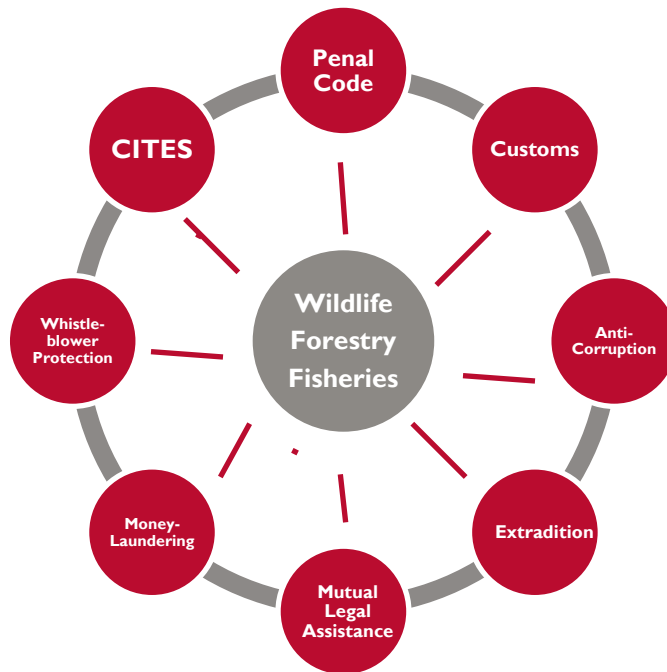 Penal
Code
CITES
Customs
Wildlife
Forestry
Fisheries
Whistle-
blower
Protection
Anti-
Corruption
Money-
Laundering
Extradition
Mutual
Legal
Assistance